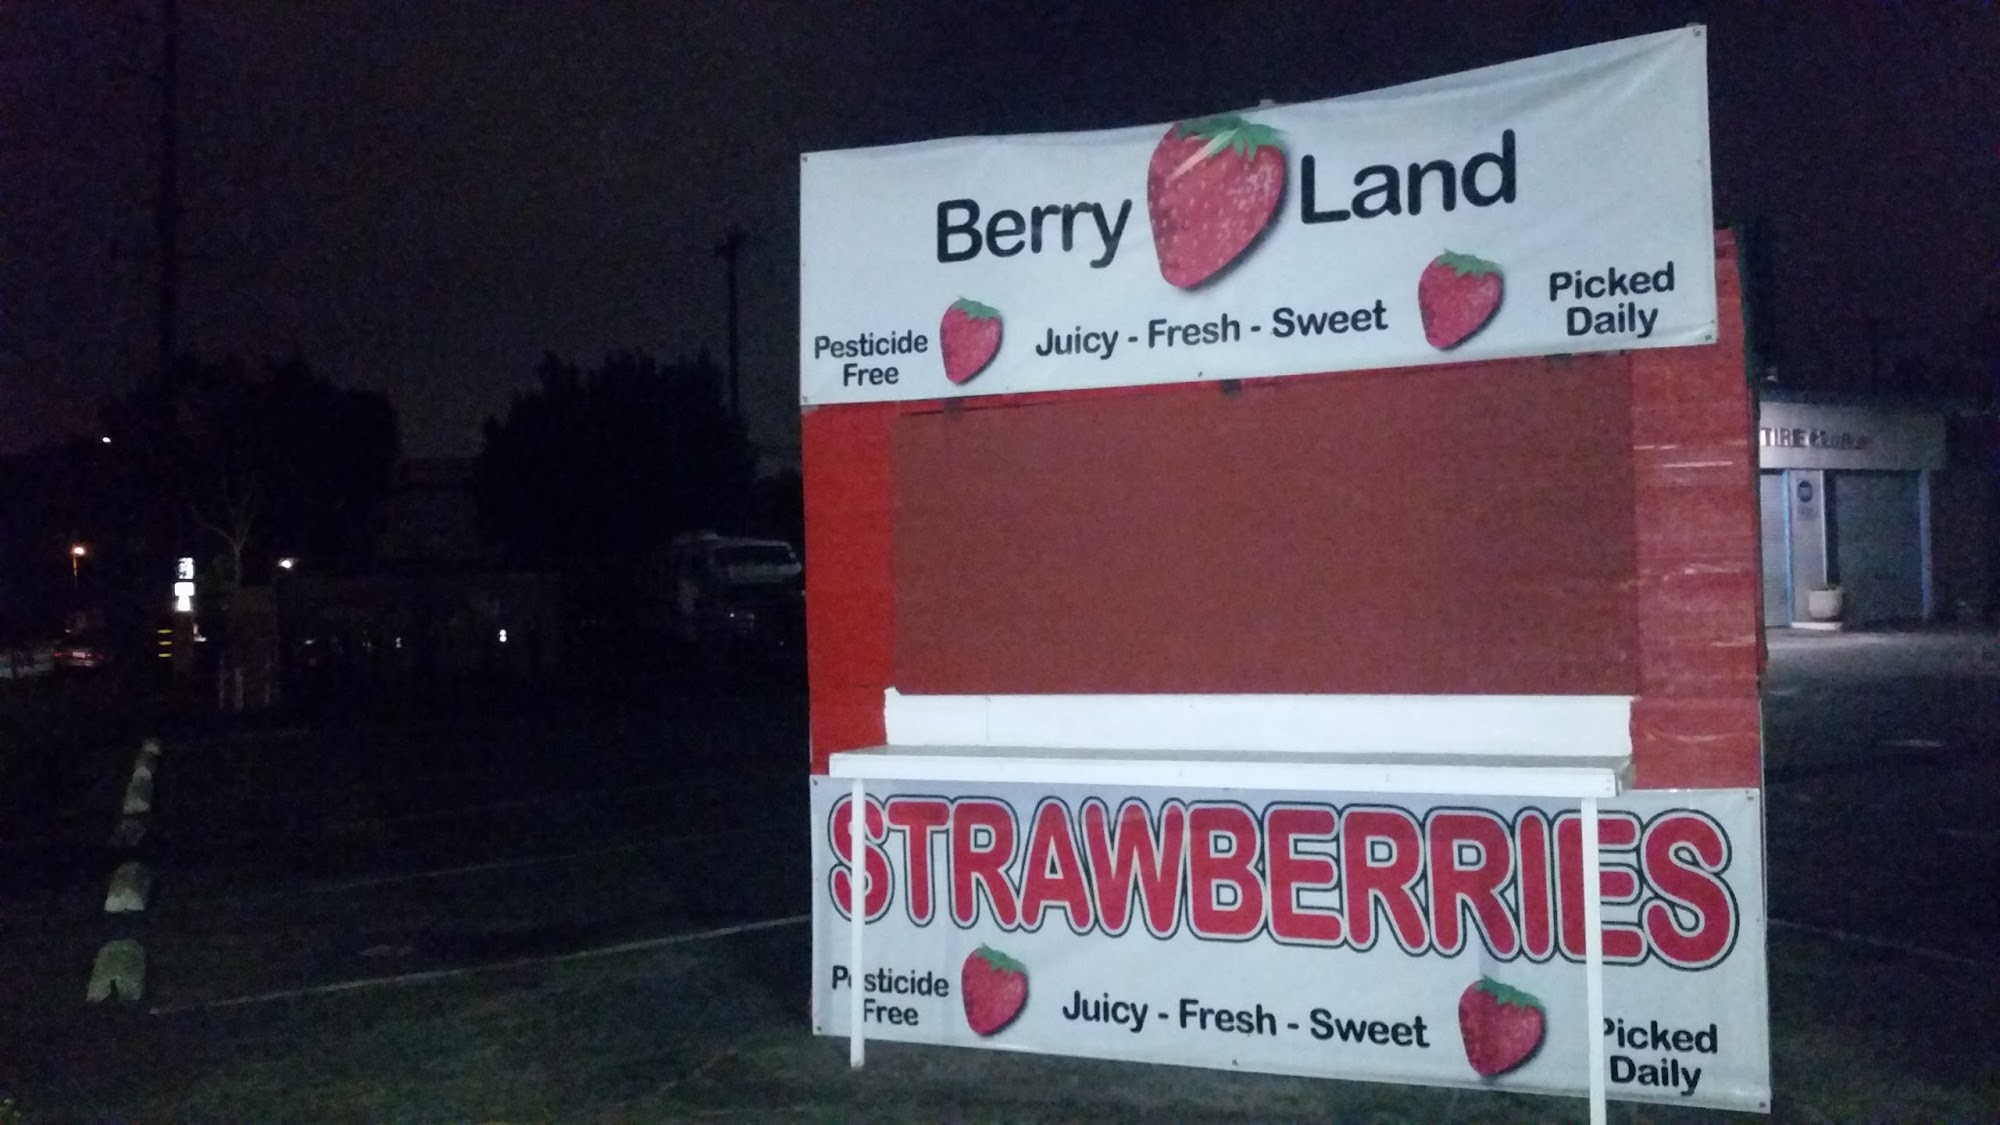 Berry Land
Pesticide
Free
Juicy - Fresh - Sweet
Picked
Daily
TIRE
STRAWBERRIES
Pesticide
Free
Juicy - Fresh - Sweet
Picked
Daily